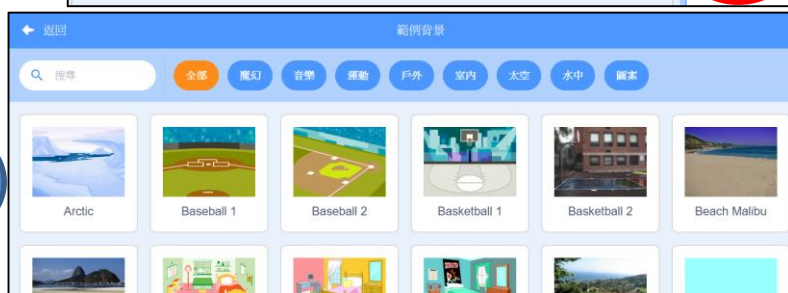 返回 範例背景
搜尋 全部 魔幻 音樂 運動 戶外 室內 太空 水中 圖案
Arctic Baseball 1 Baseball 2 Basketball 1 Basketball 2 Beach Malibu